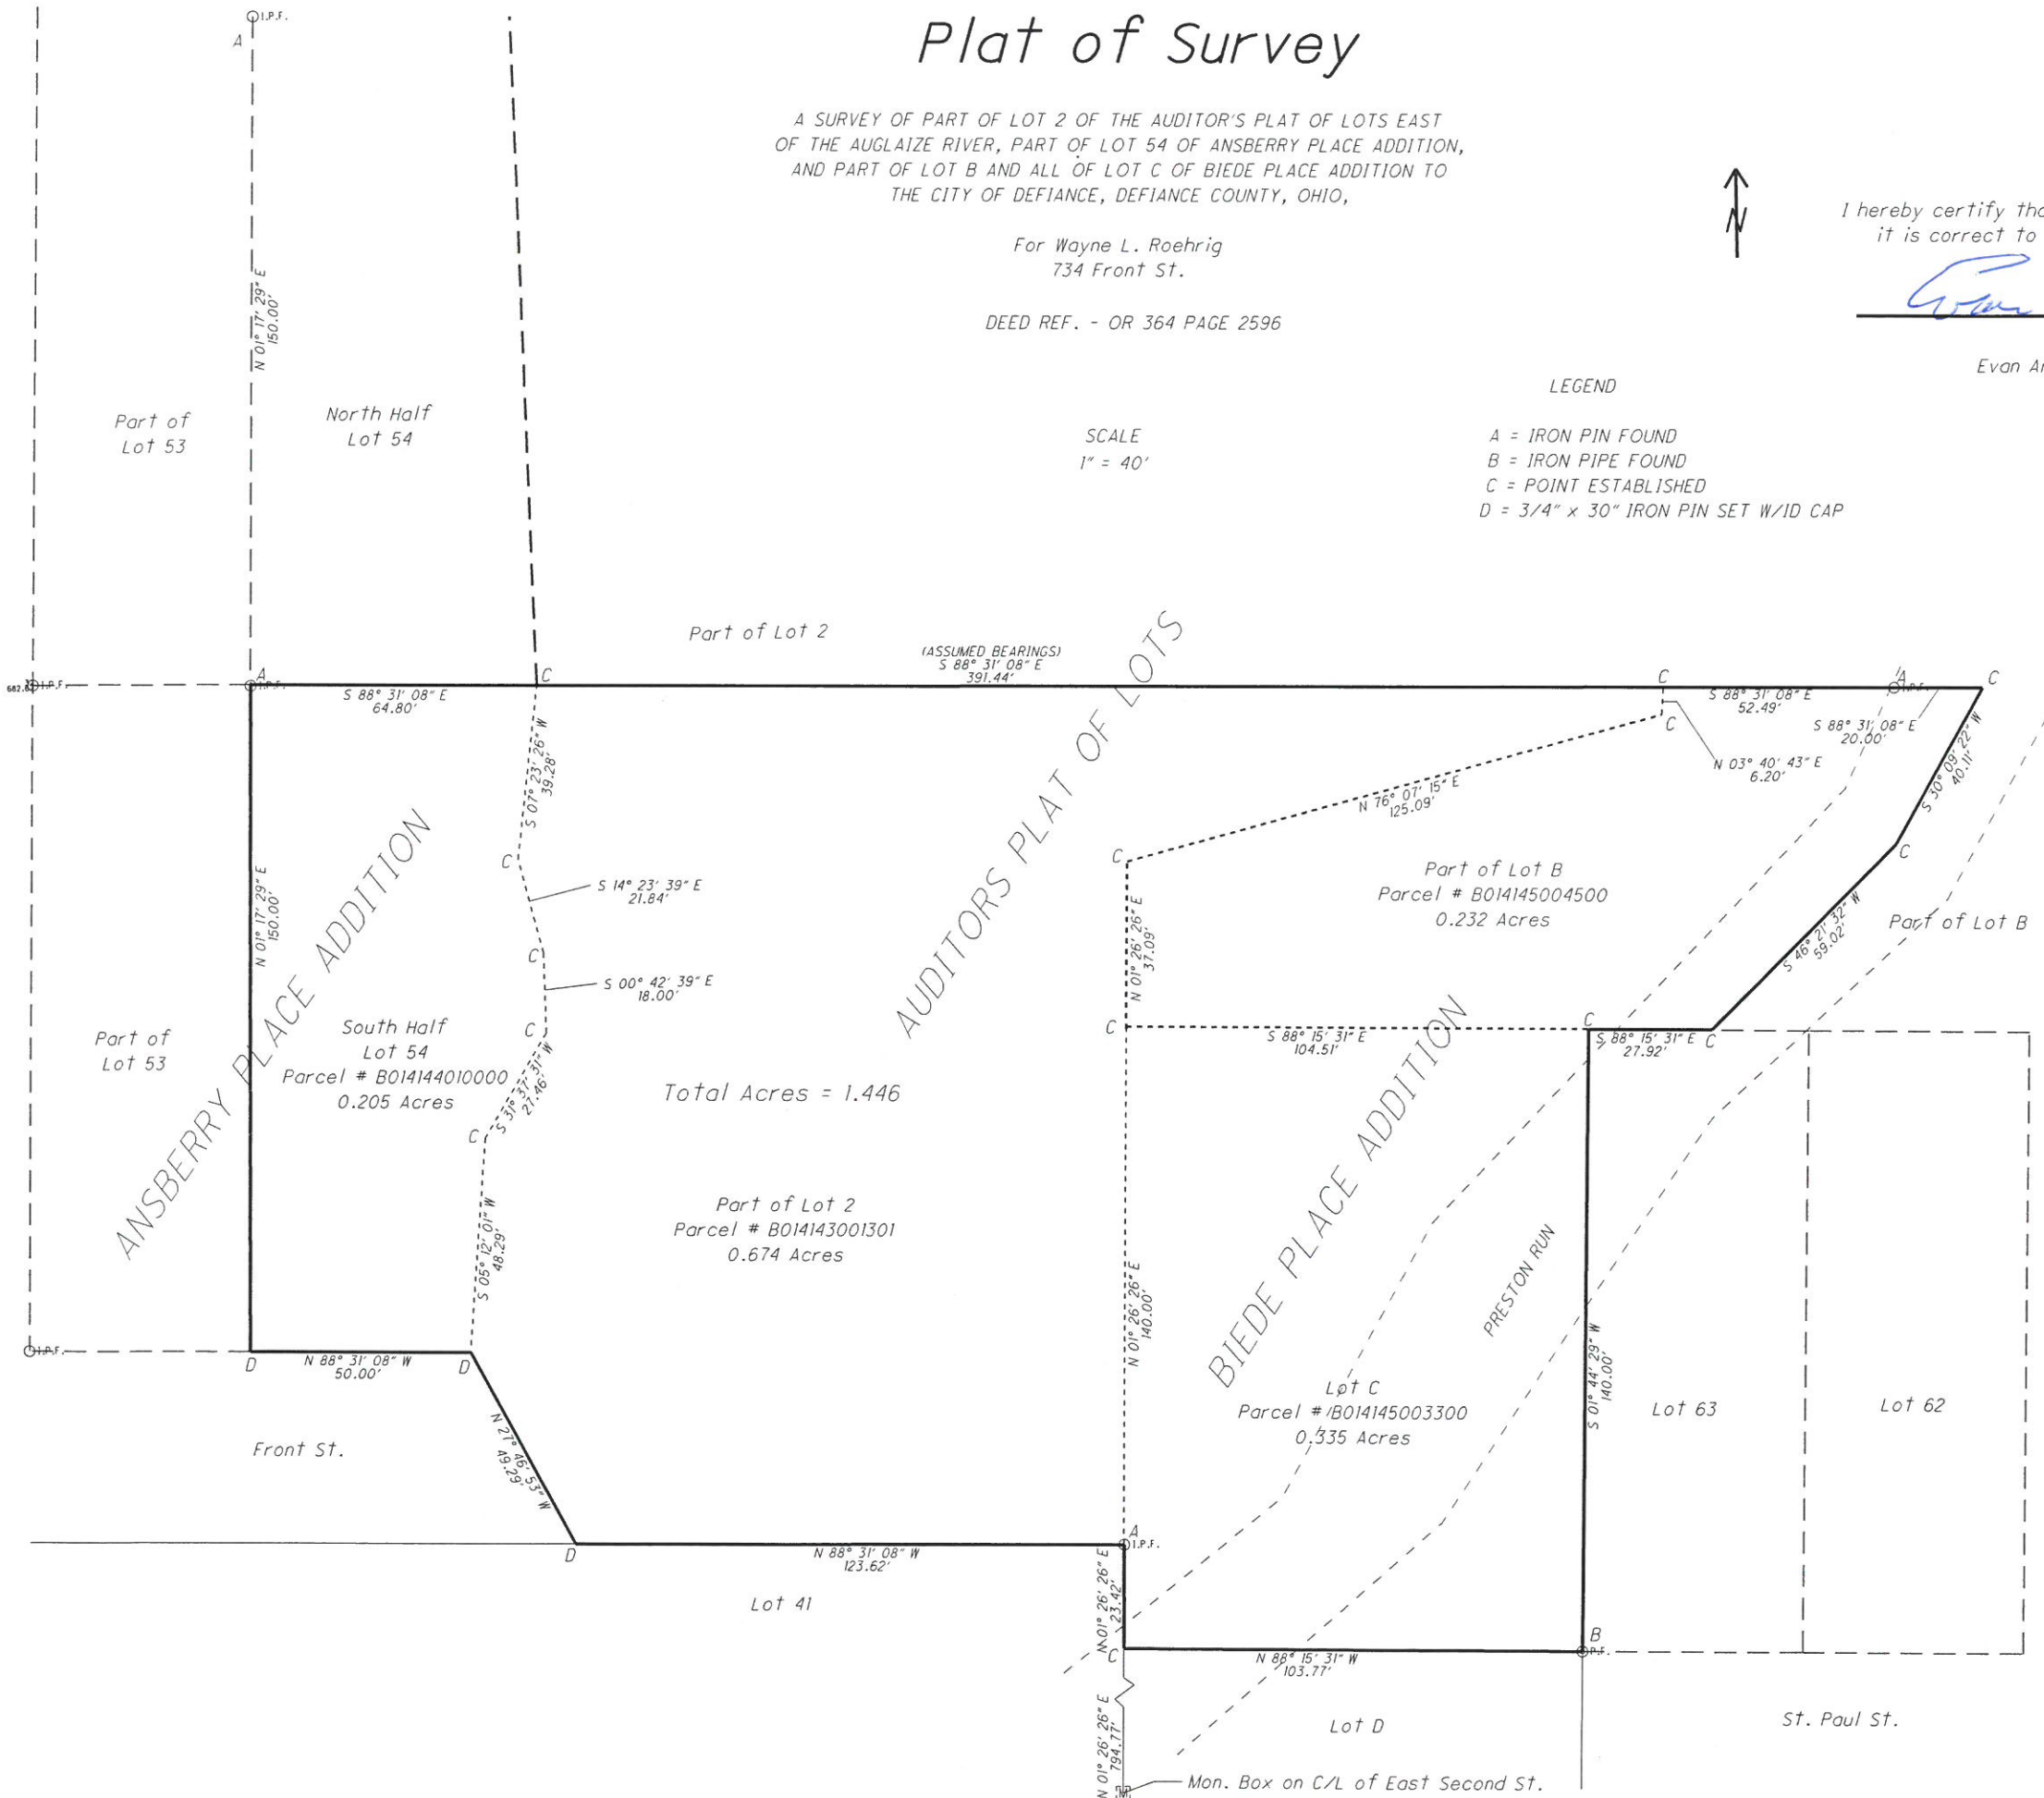 Plat of Survey
A SURVEY OF PART OF LOT 2 OF THE AUDITOR'S PLAT OF LOTS EAST
OF THE AUGLAIZE RIVER, PART OF LOT 54 OF ANSBERRY PLACE ADDITION,
AND PART OF LOT B AND ALL OF LOT C OF BIEDE PLACE ADDITION TO
THE CITY OF DEFIANCE, DEFIANCE COUNTY, OHIO,
For Wayne L. Roehrig
734 Front St.
DEED REF. - OR 364 PAGE 2596
SCALE
1" = 40'
N
I hereby certify tha
it is correct to
Evan Ar
LEGEND
A = IRON PIN FOUND
B = IRON PIPE FOUND
C = POINT ESTABLISHED
D = 3/4" x 30" IRON PIN SET W/ID CAP
I.P.F.
A
N 01° 17' 29" E
150.00'
Part of
Lot 53
North Half
Lot 54
Part of Lot 2
(ASSUMED BEARINGS)
S 88° 31' 08" E
391.44'
I.P.F.
A
I.P.F.
C
S 88° 31' 08" E
64.80'
C
S 88° 31' 08" E
52.49'
A
I.P.F.
C
S 88° 31' 08" E
20.00'
C
N 03° 40' 43" E
6.20'
S 30° 09' 22" W
40.11'
S 07° 23' 26" W
39.28'
N 76° 07' 15" E
125.09'
C
S 14° 23' 39" E
21.84'
C
S 00° 42' 39" E
18.00'
C
C
Part of Lot B
Parcel # B014145004500
0.232 Acres
C
S 46° 21' 32" W
59.02'
Part of Lot B
N 01° 17' 29" E
150.00'
ANSBERRY PLACE ADDITION
AUDITORS PLAT OF LOTS
BIEDE PLACE ADDITION
N 01° 26' 26" E
37.09'
C
S 88° 15' 31" E
104.51'
C
S 88° 15' 31" E
27.92'
C
Part of
Lot 53
South Half
Lot 54
Parcel # B014144010000
0.205 Acres
S 31° 37' 31" W
27.46'
C
Total Acres = 1.446
S 05° 12' 01" W
48.29'
Part of Lot 2
Parcel # B014143001301
0.674 Acres
N 01° 26' 26" E
140.00'
PRESTON RUN
S 01° 44' 29" W
140.00'
Lot C
Parcel # B014145003300
0.335 Acres
Lot 63
Lot 62
I.P.F.
D
N 88° 31' 08" W
50.00'
D
Front St.
N 27° 46' 53" W
49.29'
D
N 88° 31' 08" W
123.62'
A
I.P.F.
Lot 41
N 01° 26' 26" E
23.42'
C
N 88° 15' 31" W
103.77'
B
P.F.
N 01° 26' 26" E
794.77'
Lot D
St. Paul St.
Mon. Box on C/L of East Second St.